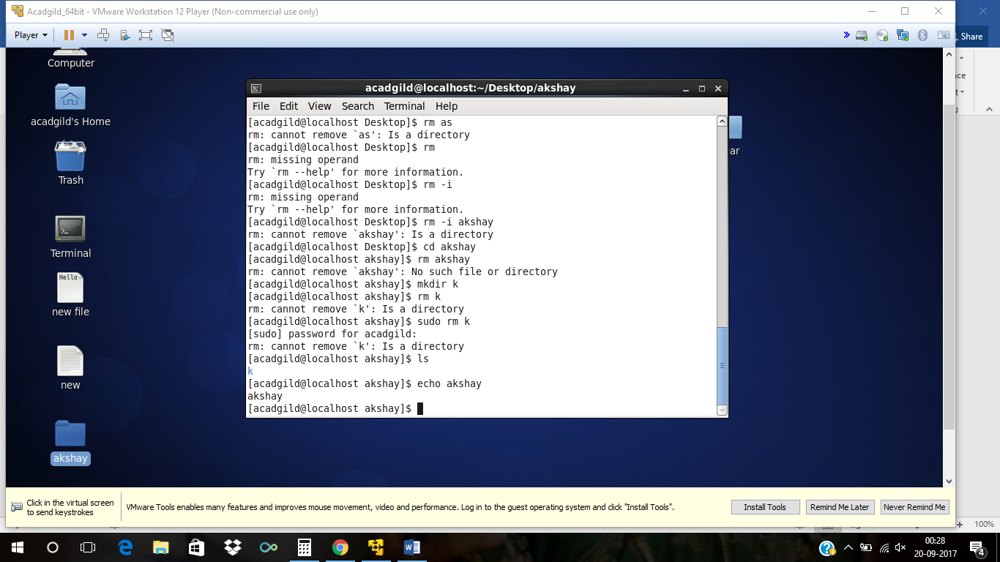 Acadgild_64bit - VMware Workstation 12 Player (Non-commercial use only)
Player
Share
Computer
acadgild's Home
Trash
Terminal
Hello
new file
new
akshay
ar
acadgild@localhost:~/Desktop/akshay
File Edit View Search Terminal Help
[acadgild@localhost Desktop]$ rm as
rm: cannot remove `as': Is a directory
[acadgild@localhost Desktop]$ rm
rm: missing operand
Try `rm --help' for more information.
[acadgild@localhost Desktop]$ rm -i
rm: missing operand
Try `rm --help' for more information.
[acadgild@localhost Desktop]$ rm -i akshay
rm: cannot remove `akshay': Is a directory
[acadgild@localhost Desktop]$ cd akshay
[acadgild@localhost akshay]$ rm akshay
rm: cannot remove `akshay': No such file or directory
[acadgild@localhost akshay]$ mkdir k
[acadgild@localhost akshay]$ rm k
rm: cannot remove `k': Is a directory
[acadgild@localhost akshay]$ sudo rm k
[sudo] password for acadgild:
rm: cannot remove `k': Is a directory
[acadgild@localhost akshay]$ ls
k
[acadgild@localhost akshay]$ echo akshay
akshay
[acadgild@localhost akshay]$
Click in the virtual screen
to send keystrokes
VMware Tools enables many features and improves mouse movement, video and performance. Log in to the guest operating system and click "Install Tools".
Install Tools
Remind Me Later
Never Remind Me
100%
00:28
20-09-2017
4